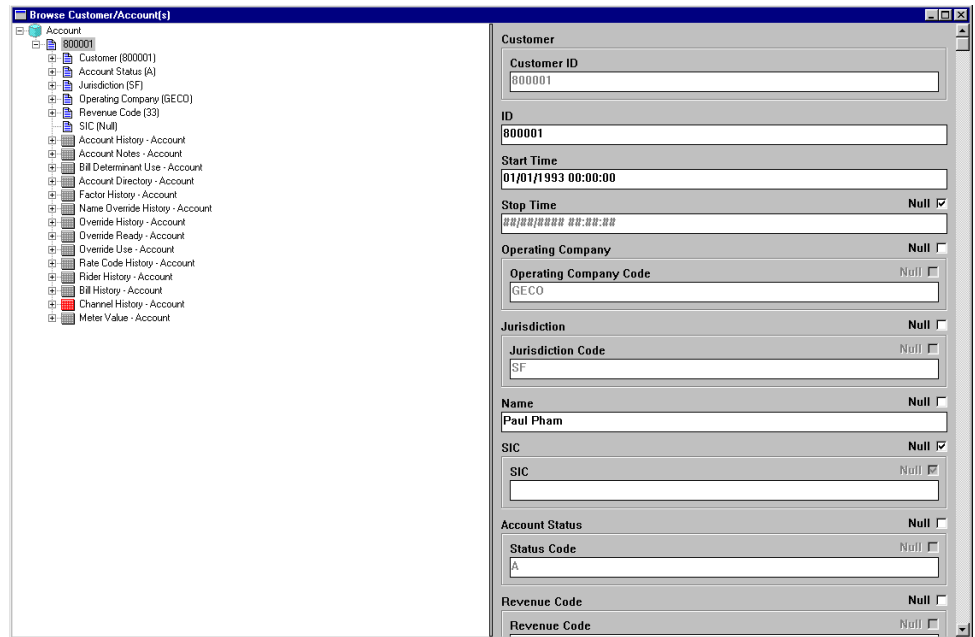 Browse Customer/Account(s)
Account
800001
Customer (800001)
Account Status (A)
Jurisdiction (SF)
Operating Company (GECO)
Revenue Code (33)
SIC (Null)
Account History - Account
Account Notes - Account
Bill Determinant Use - Account
Account Directory - Account
Factor History - Account
Name Override History - Account
Override History - Account
Override Ready - Account
Override Use - Account
Rate Code History - Account
Rider History - Account
Bill History - Account
Channel History - Account
Meter Value - Account
Customer
Customer ID
800001
ID
800001
Start Time
01/01/1993 00:00:00
Stop Time Null
##/##/#### ##:##:##
Operating Company Null
Operating Company Code Null
GECO
Jurisdiction Null
Jurisdiction Code Null
SF
Name Null
Paul Pham
SIC Null
SIC Null
Account Status Null
Status Code Null
A
Revenue Code Null
Revenue Code Null